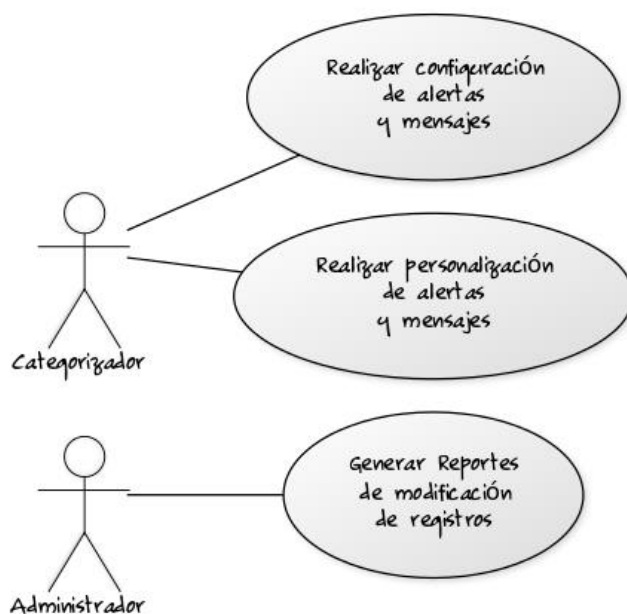 Realizar configuración
de alertas
y mensajes
Realizar personalización
de alertas
y mensajes
Categorizador
Generar Reportes
de modificación
de registros
Administrador